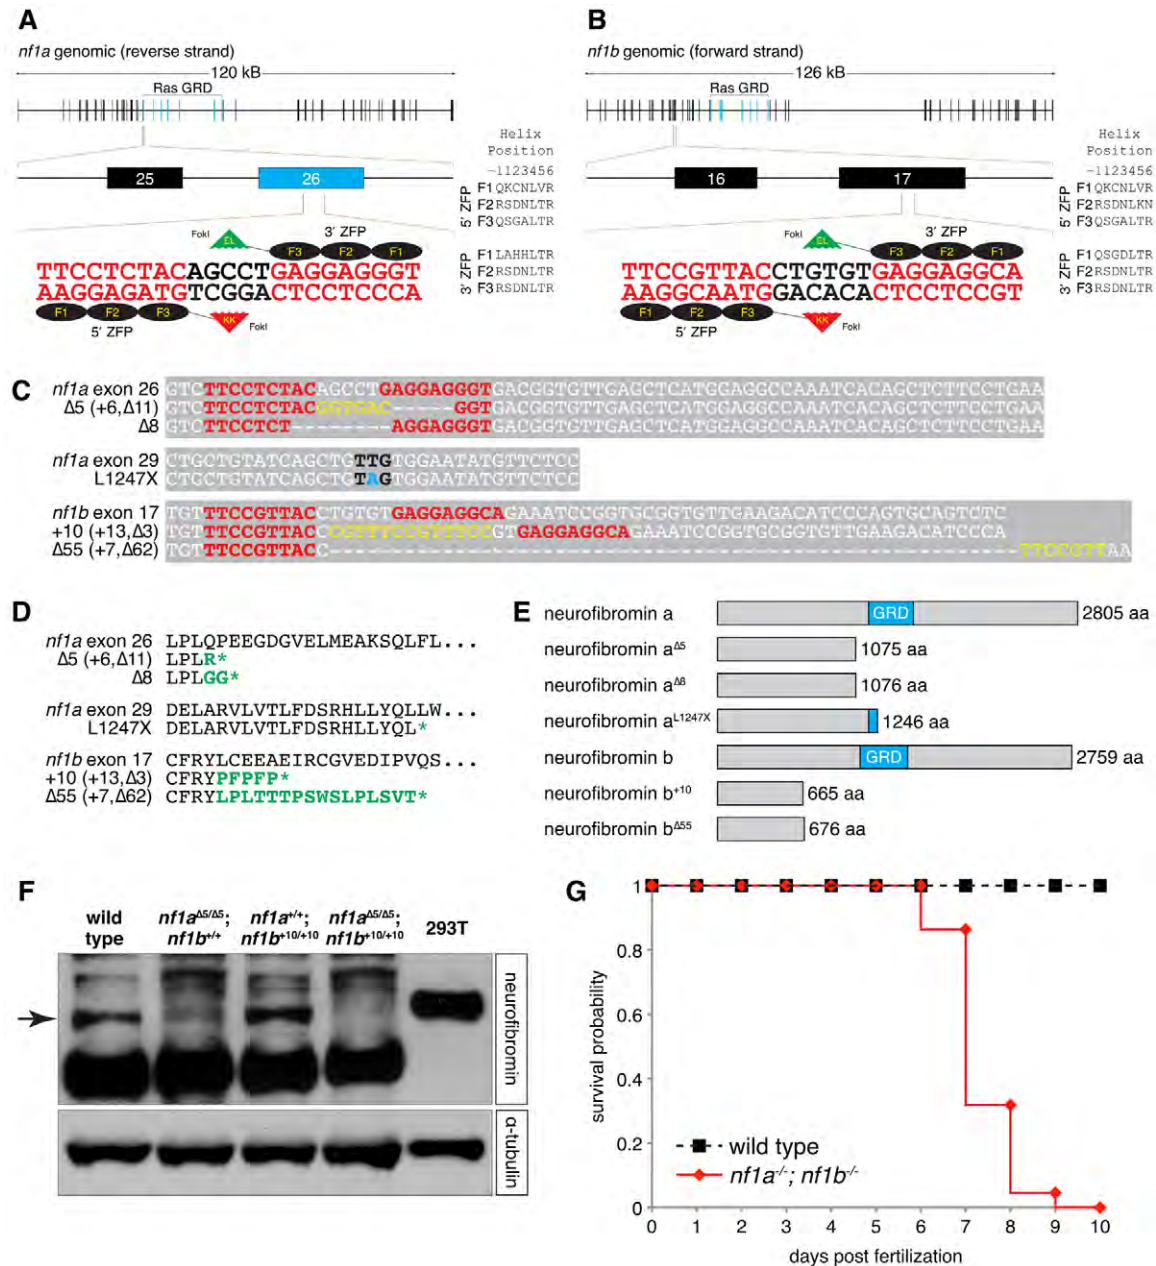 A
nf1a genomic (reverse strand)
120 kB
Ras GRD
Helix
Position
-1123456
25
26
5′ ZFP
F1 QKCNLVR
F2 RSDNLTR
F3 QSGALTR
3′ ZFP
FokI
EL
F3
F2
F1
TTCCTCTACAGCCTGAGGAGGGT
AAGGAGATGTCGGACTCCTCCCA
F1
F2
F3
KK
FokI
5′ ZFP
3′ ZFP
F1 LAHHLTR
F2 RSDNLTR
F3 RSDNLTR
B
nf1b genomic (forward strand)
126 kB
Ras GRD
Helix
Position
-1123456
16
17
5′ ZFP
F1 QKCNLVR
F2 RSDNLKN
F3 QSGALTR
3′ ZFP
FokI
EL
F3
F2
F1
TTCCGTTACCCTGTGTGAGGAGGCA
AAGGCAATGGACACACTCCTCCGT
F1
F2
F3
KK
FokI
5′ ZFP
3′ ZFP
F1 QSGDLTR
F2 RSDNLTR
F3 RSDNLTR
C
nf1a exon 26 GTCTTCCTCTACAGCCTGAGGAGGGTGACGGTGTTGAGCTCATGGAGGCCAAATCACAGCTCTTCCTGAA
Δ5 (+6,Δ11) GTCTTCCTCTACGGTGAC-----GGTGACGGTGTTGAGCTCATGGAGGCCAAATCACAGCTCTTCCTGAA
Δ8 GTCTTCCTCT--------AGGAGGGTGACGGTGTTGAGCTCATGGAGGCCAAATCACAGCTCTTCCTGAA
nf1a exon 29 CTGCTGTATCAGCTGTTGTGGAATATGTTCTCC
L1247X CTGCTGTATCAGCTGTAGTGGAATATGTTCTCC
nf1b exon 17 TGTTTCCGTTACCTGTGTGAGGAGGCAGAAATCCGGTGCGGTGTTGAAGACATCCCAGTGCAGTCTC
+10 (+13,Δ3) TGTTTCCGTTACCCGTTTCCGTTTCCGTGAGGAGGCAGAAATCCGGTGCGGTGTTGAAGACATCCCA
Δ55 (+7,Δ62) TGTTTCCGTTACC--------------------------------------------------------------TTCCGTTAA
D
nf1a exon 26 LPLQPEEGDGVELMEAKSQLFL...
Δ5 (+6,Δ11) LPLR*
Δ8 LPLGG*
nf1a exon 29 DELARVLVTLFDSRHLLYQLLW...
L1247X DELARVLVTLFDSRHLLYQL*
nf1b exon 17 CFRYLCEEAEIRCGVEDIPVQS...
+10 (+13,Δ3) CFRYPFPFP*
Δ55 (+7,Δ62) CFRYLPLTTTPSWSLPLSVT*
E
neurofibromin a GRD 2805 aa
neurofibromin aΔ5 1075 aa
neurofibromin aΔ8 1076 aa
neurofibromin aL1247X 1246 aa
neurofibromin b GRD 2759 aa
neurofibromin b+10 665 aa
neurofibromin bΔ55 676 aa
F
wild type
nf1aΔ5/Δ5; nf1b+/+
nf1a+/+; nf1b+10/+10
nf1aΔ5/Δ5; nf1b+10/+10
293T
neurofibromin
α-tubulin
G
survival probability
1
0.8
0.6
0.4
0.2
0
wild type
nf1a-/-; nf1b-/-
0 1 2 3 4 5 6 7 8 9 10
days post fertilization